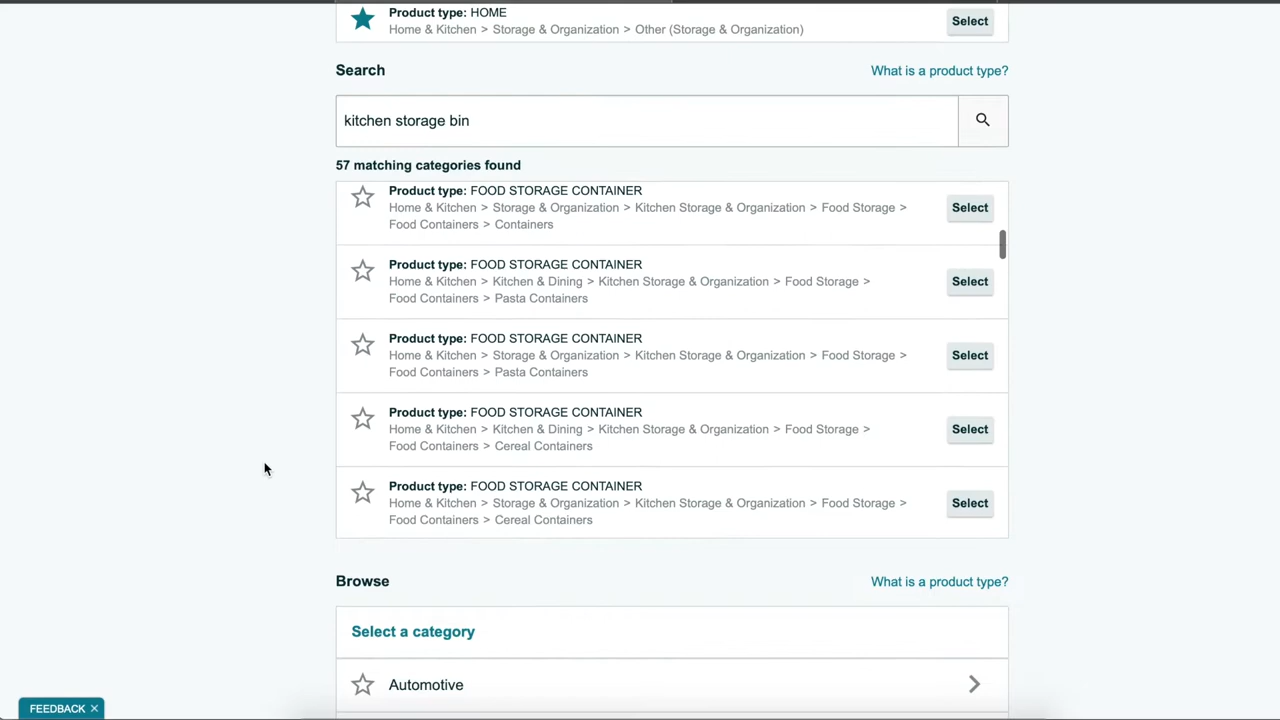 Product type: HOME
Home & Kitchen > Storage & Organization > Other (Storage & Organization)
Select
Search
What is a product type?
kitchen storage bin
57 matching categories found
Product type: FOOD STORAGE CONTAINER
Home & Kitchen > Storage & Organization > Kitchen Storage & Organization > Food Storage >
Food Containers > Containers
Select
Product type: FOOD STORAGE CONTAINER
Home & Kitchen > Kitchen & Dining > Kitchen Storage & Organization > Food Storage >
Food Containers > Pasta Containers
Select
Product type: FOOD STORAGE CONTAINER
Home & Kitchen > Storage & Organization > Kitchen Storage & Organization > Food Storage >
Food Containers > Pasta Containers
Select
Product type: FOOD STORAGE CONTAINER
Home & Kitchen > Kitchen & Dining > Kitchen Storage & Organization > Food Storage >
Food Containers > Cereal Containers
Select
Product type: FOOD STORAGE CONTAINER
Home & Kitchen > Storage & Organization > Kitchen Storage & Organization > Food Storage >
Food Containers > Cereal Containers
Select
Browse
What is a product type?
Select a category
Automotive
FEEDBACK ×